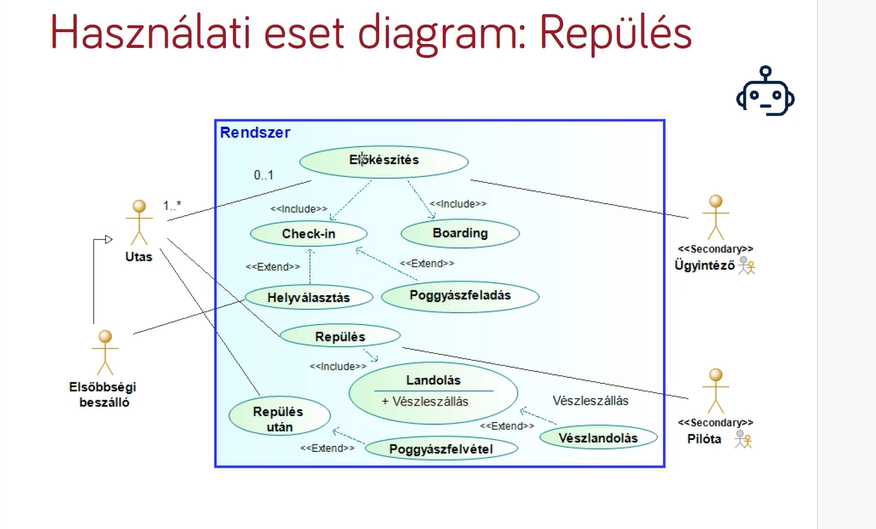 Használati eset diagram: Repülés
Rendszer
Előkészítés
0..1
1..*
<<Include>>
<<Include>>
Check-in
Boarding
Utas
<<Secondary>>
Ügyintéző
<<Extend>>
<<Extend>>
Helyválasztás
Poggyászfeladás
Repülés
<<Include>>
Elsőbbségi
beszálló
Landolás
+ Vészleszállás
Vészleszállás
Repülés
után
<<Extend>>
<<Secondary>>
Pilóta
Vészlandolás
<<Extend>>
Poggyászfelvétel